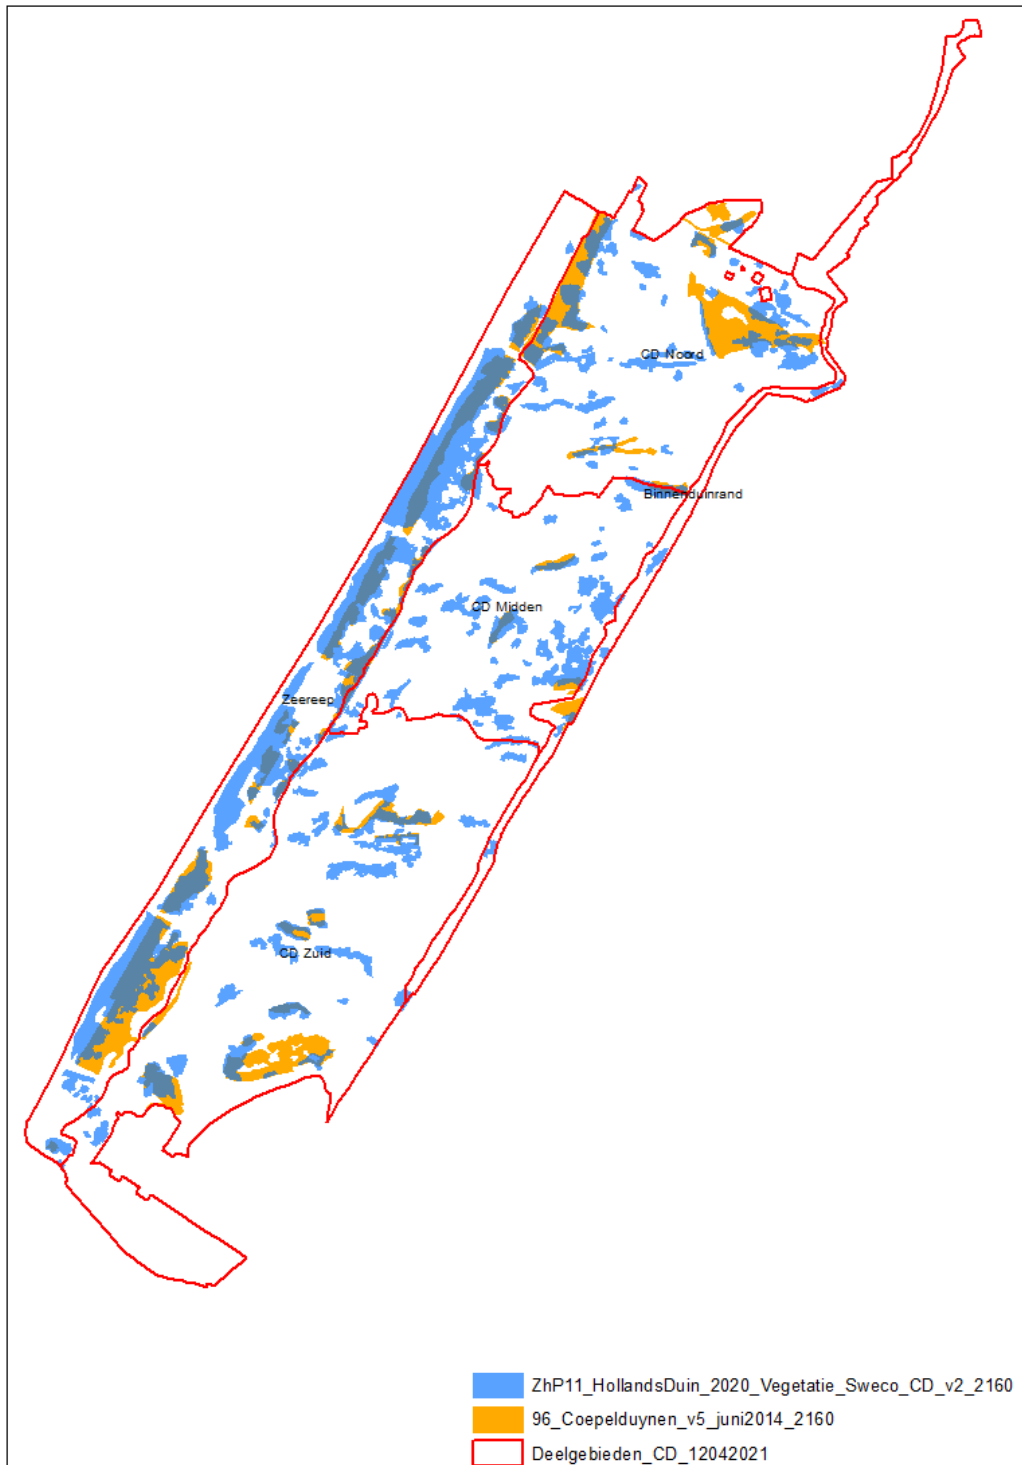 CD Noord
Binnenduinrand
CD Midden
Zeereep
CD Zuid
ZhP11_HollandsDuin_2020_Vegetatie_Sweco_CD_v2_2160
96_Coepelduynen_v5_juni2014_2160
Deelgebieden_CD_12042021